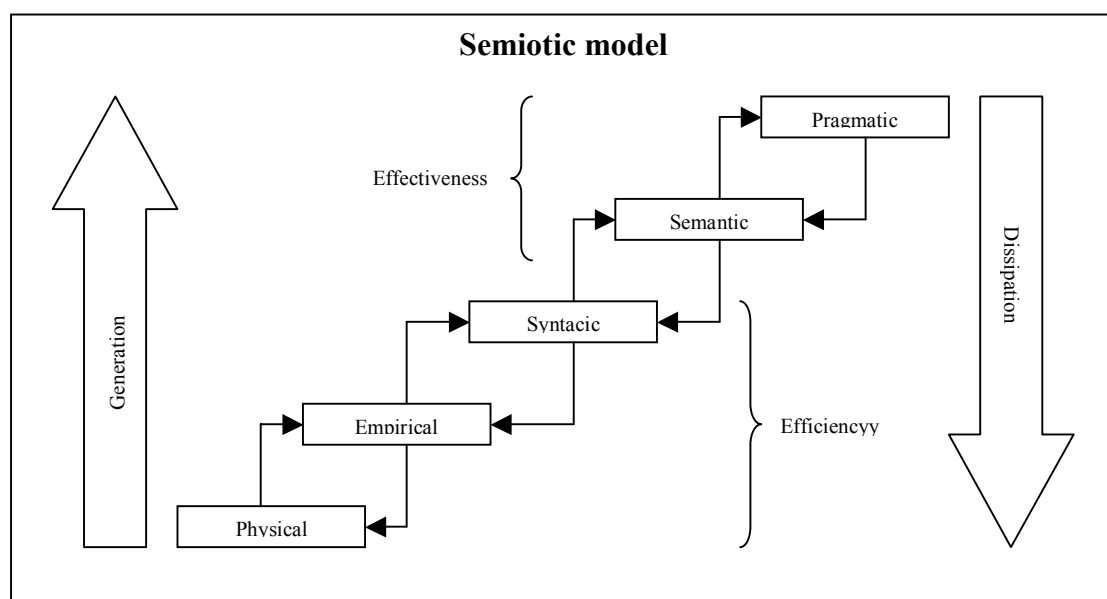 Semiotic model
Pragmatic
Effectiveness
Semantic
Dissipation
Syntacic
Generation
Empirical
Efficiencyy
Physical